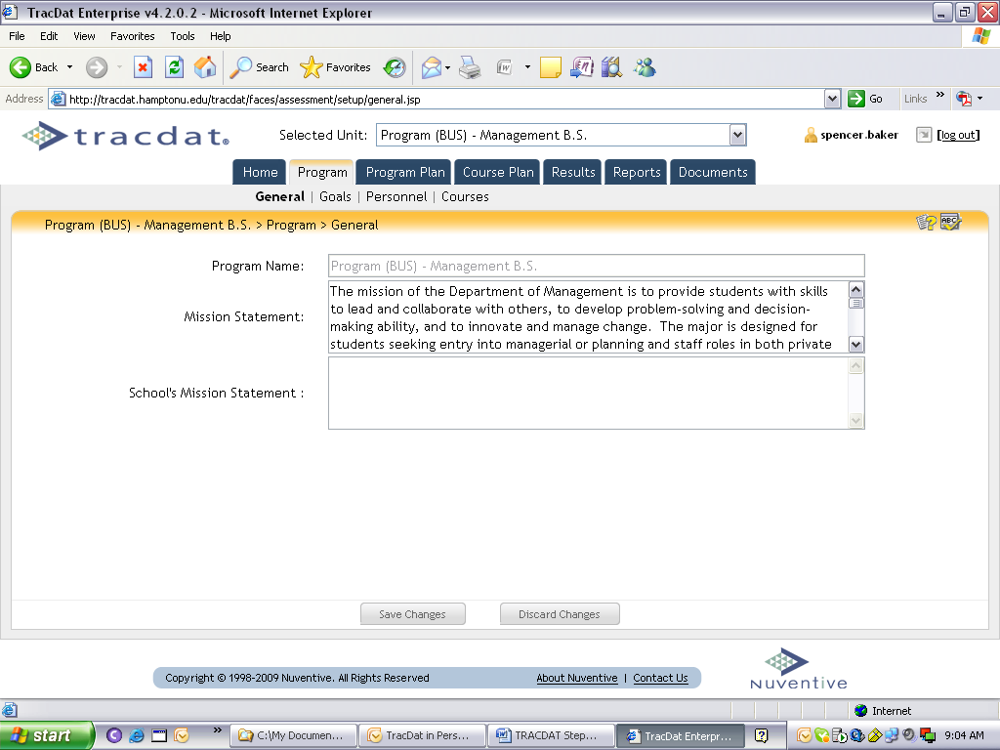 TracDat Enterprise v4.2.0.2 - Microsoft Internet Explorer
File Edit View Favorites Tools Help
Back Search Favorites
Address http://tracdat.hamptonu.edu/tracdat/faces/assessment/setup/general.jsp Go Links »
tracdat. Selected Unit: Program (BUS) - Management B.S. spencer.baker [log out]
Home Program Program Plan Course Plan Results Reports Documents
General | Goals | Personnel | Courses
Program (BUS) - Management B.S. > Program > General ABC
Program Name: Program (BUS) - Management B.S.
Mission Statement: The mission of the Department of Management is to provide students with skills
to lead and collaborate with others, to develop problem-solving and decision-
making ability, and to innovate and manage change. The major is designed for
students seeking entry into managerial or planning and staff roles in both private
School's Mission Statement :
Save Changes Discard Changes
Copyright © 1998-2009 Nuventive. All Rights Reserved About Nuventive | Contact Us
NUVENTIVE
Internet
start » C:\My Documen... TracDat in Pers... TRACDAT Step... TracDat Enterpr... 9:04 AM